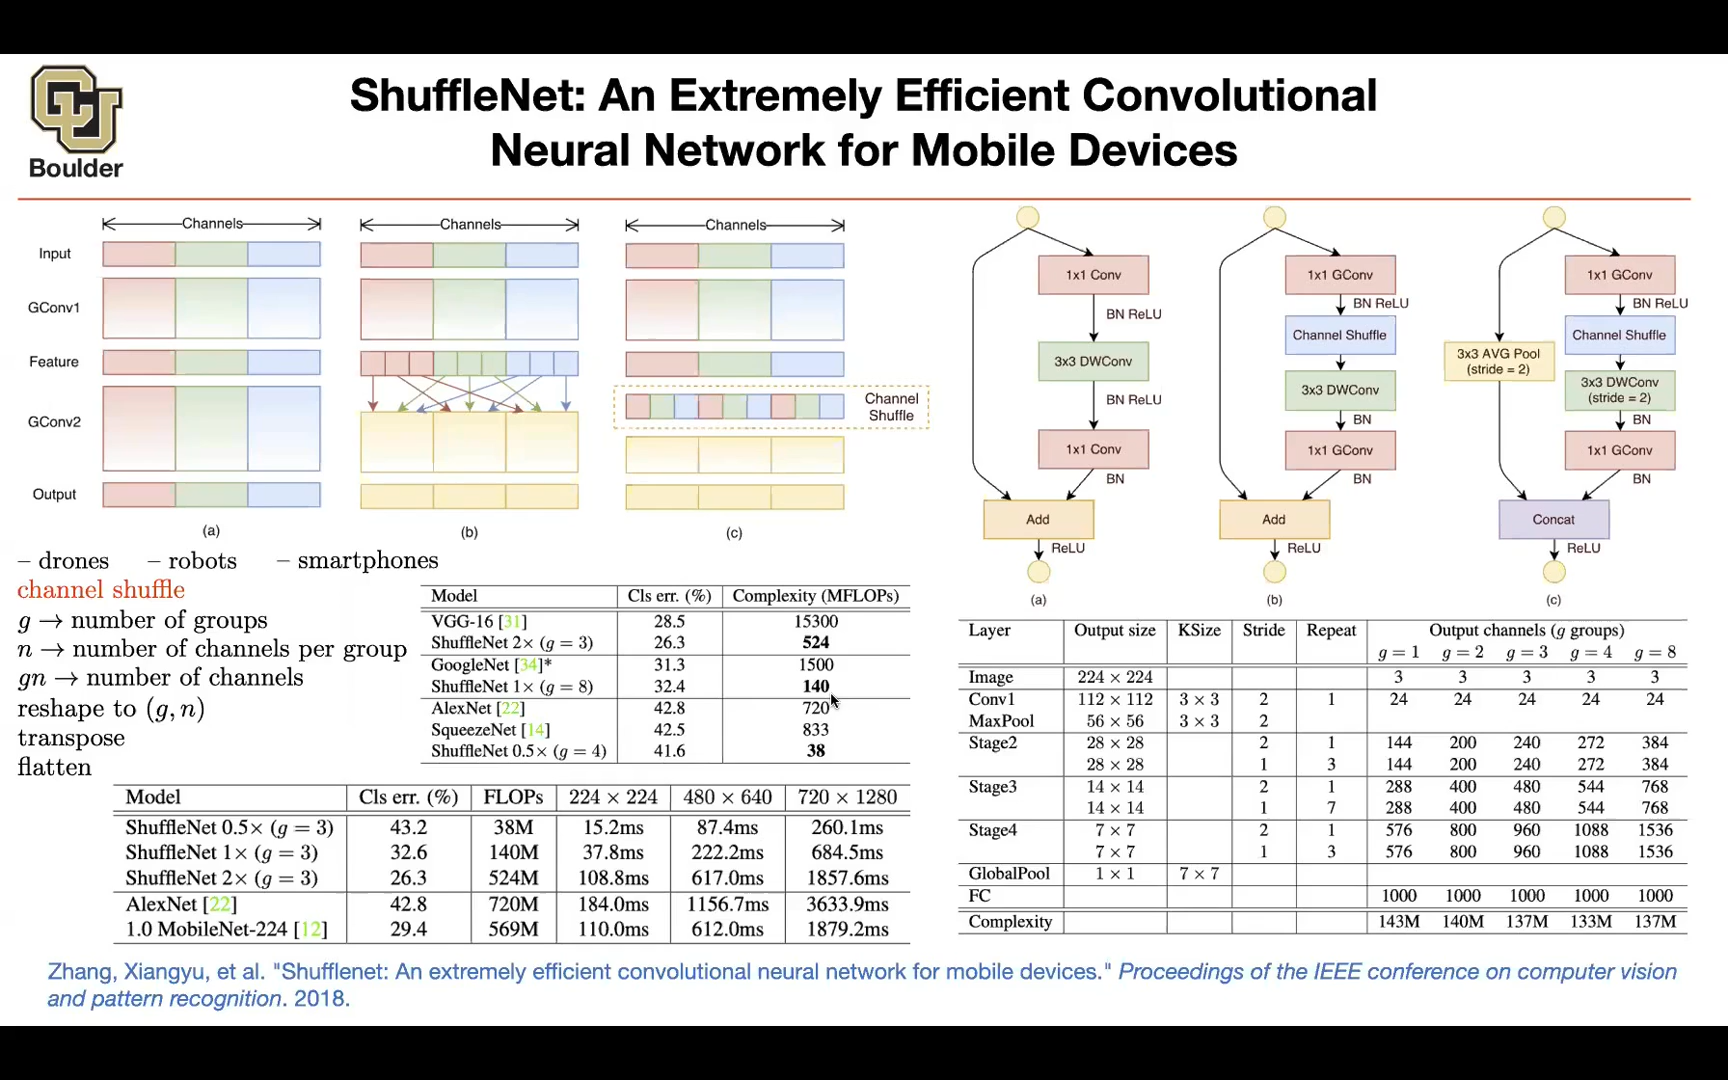 Boulder
ShuffleNet: An Extremely Efficient Convolutional
Neural Network for Mobile Devices
Channels
Channels
Channels
Input
GConv1
Feature
GConv2
Output
Channel
Shuffle
(a)
(b)
(c)
1x1 Conv
BN ReLU
3x3 DWConv
BN ReLU
1x1 Conv
BN
Add
ReLU
(a)
1x1 GConv
BN ReLU
Channel Shuffle
3x3 DWConv
BN
1x1 GConv
BN
Add
ReLU
(b)
3x3 AVG Pool
(stride = 2)
1x1 GConv
BN ReLU
Channel Shuffle
3x3 DWConv
(stride = 2)
BN
1x1 GConv
BN
Concat
ReLU
(c)
– drones – robots – smartphones
channel shuffle
g → number of groups
n → number of channels per group
gn → number of channels
reshape to (g, n)
transpose
flatten
Model Cls err. (%) Complexity (MFLOPs)
VGG-16 [31] 28.5 15300
ShuffleNet 2× (g = 3) 26.3 524
GoogleNet [34]* 31.3 1500
ShuffleNet 1× (g = 8) 32.4 140
AlexNet [22] 42.8 720
SqueezeNet [14] 42.5 833
ShuffleNet 0.5× (g = 4) 41.6 38
Model Cls err. (%) FLOPs 224 × 224 480 × 640 720 × 1280
ShuffleNet 0.5× (g = 3) 43.2 38M 15.2ms 87.4ms 260.1ms
ShuffleNet 1× (g = 3) 32.6 140M 37.8ms 222.2ms 684.5ms
ShuffleNet 2× (g = 3) 26.3 524M 108.8ms 617.0ms 1857.6ms
AlexNet [22] 42.8 720M 184.0ms 1156.7ms 3633.9ms
1.0 MobileNet-224 [12] 29.4 569M 110.0ms 612.0ms 1879.2ms
Layer Output size KSize Stride Repeat Output channels (g groups)
g = 1 g = 2 g = 3 g = 4 g = 8
Image 224 × 224 3 3 3 3 3
Conv1 112 × 112 3 × 3 2 1 24 24 24 24 24
MaxPool 56 × 56 3 × 3 2
Stage2 28 × 28 2 1 144 200 240 272 384
28 × 28 1 3 144 200 240 272 384
Stage3 14 × 14 2 1 288 400 480 544 768
14 × 14 1 7 288 400 480 544 768
Stage4 7 × 7 2 1 576 800 960 1088 1536
7 × 7 1 3 576 800 960 1088 1536
GlobalPool 1 × 1 7 × 7
FC 1000 1000 1000 1000 1000
Complexity 143M 140M 137M 133M 137M
Zhang, Xiangyu, et al. "Shufflenet: An extremely efficient convolutional neural network for mobile devices." Proceedings of the IEEE conference on computer vision
and pattern recognition. 2018.